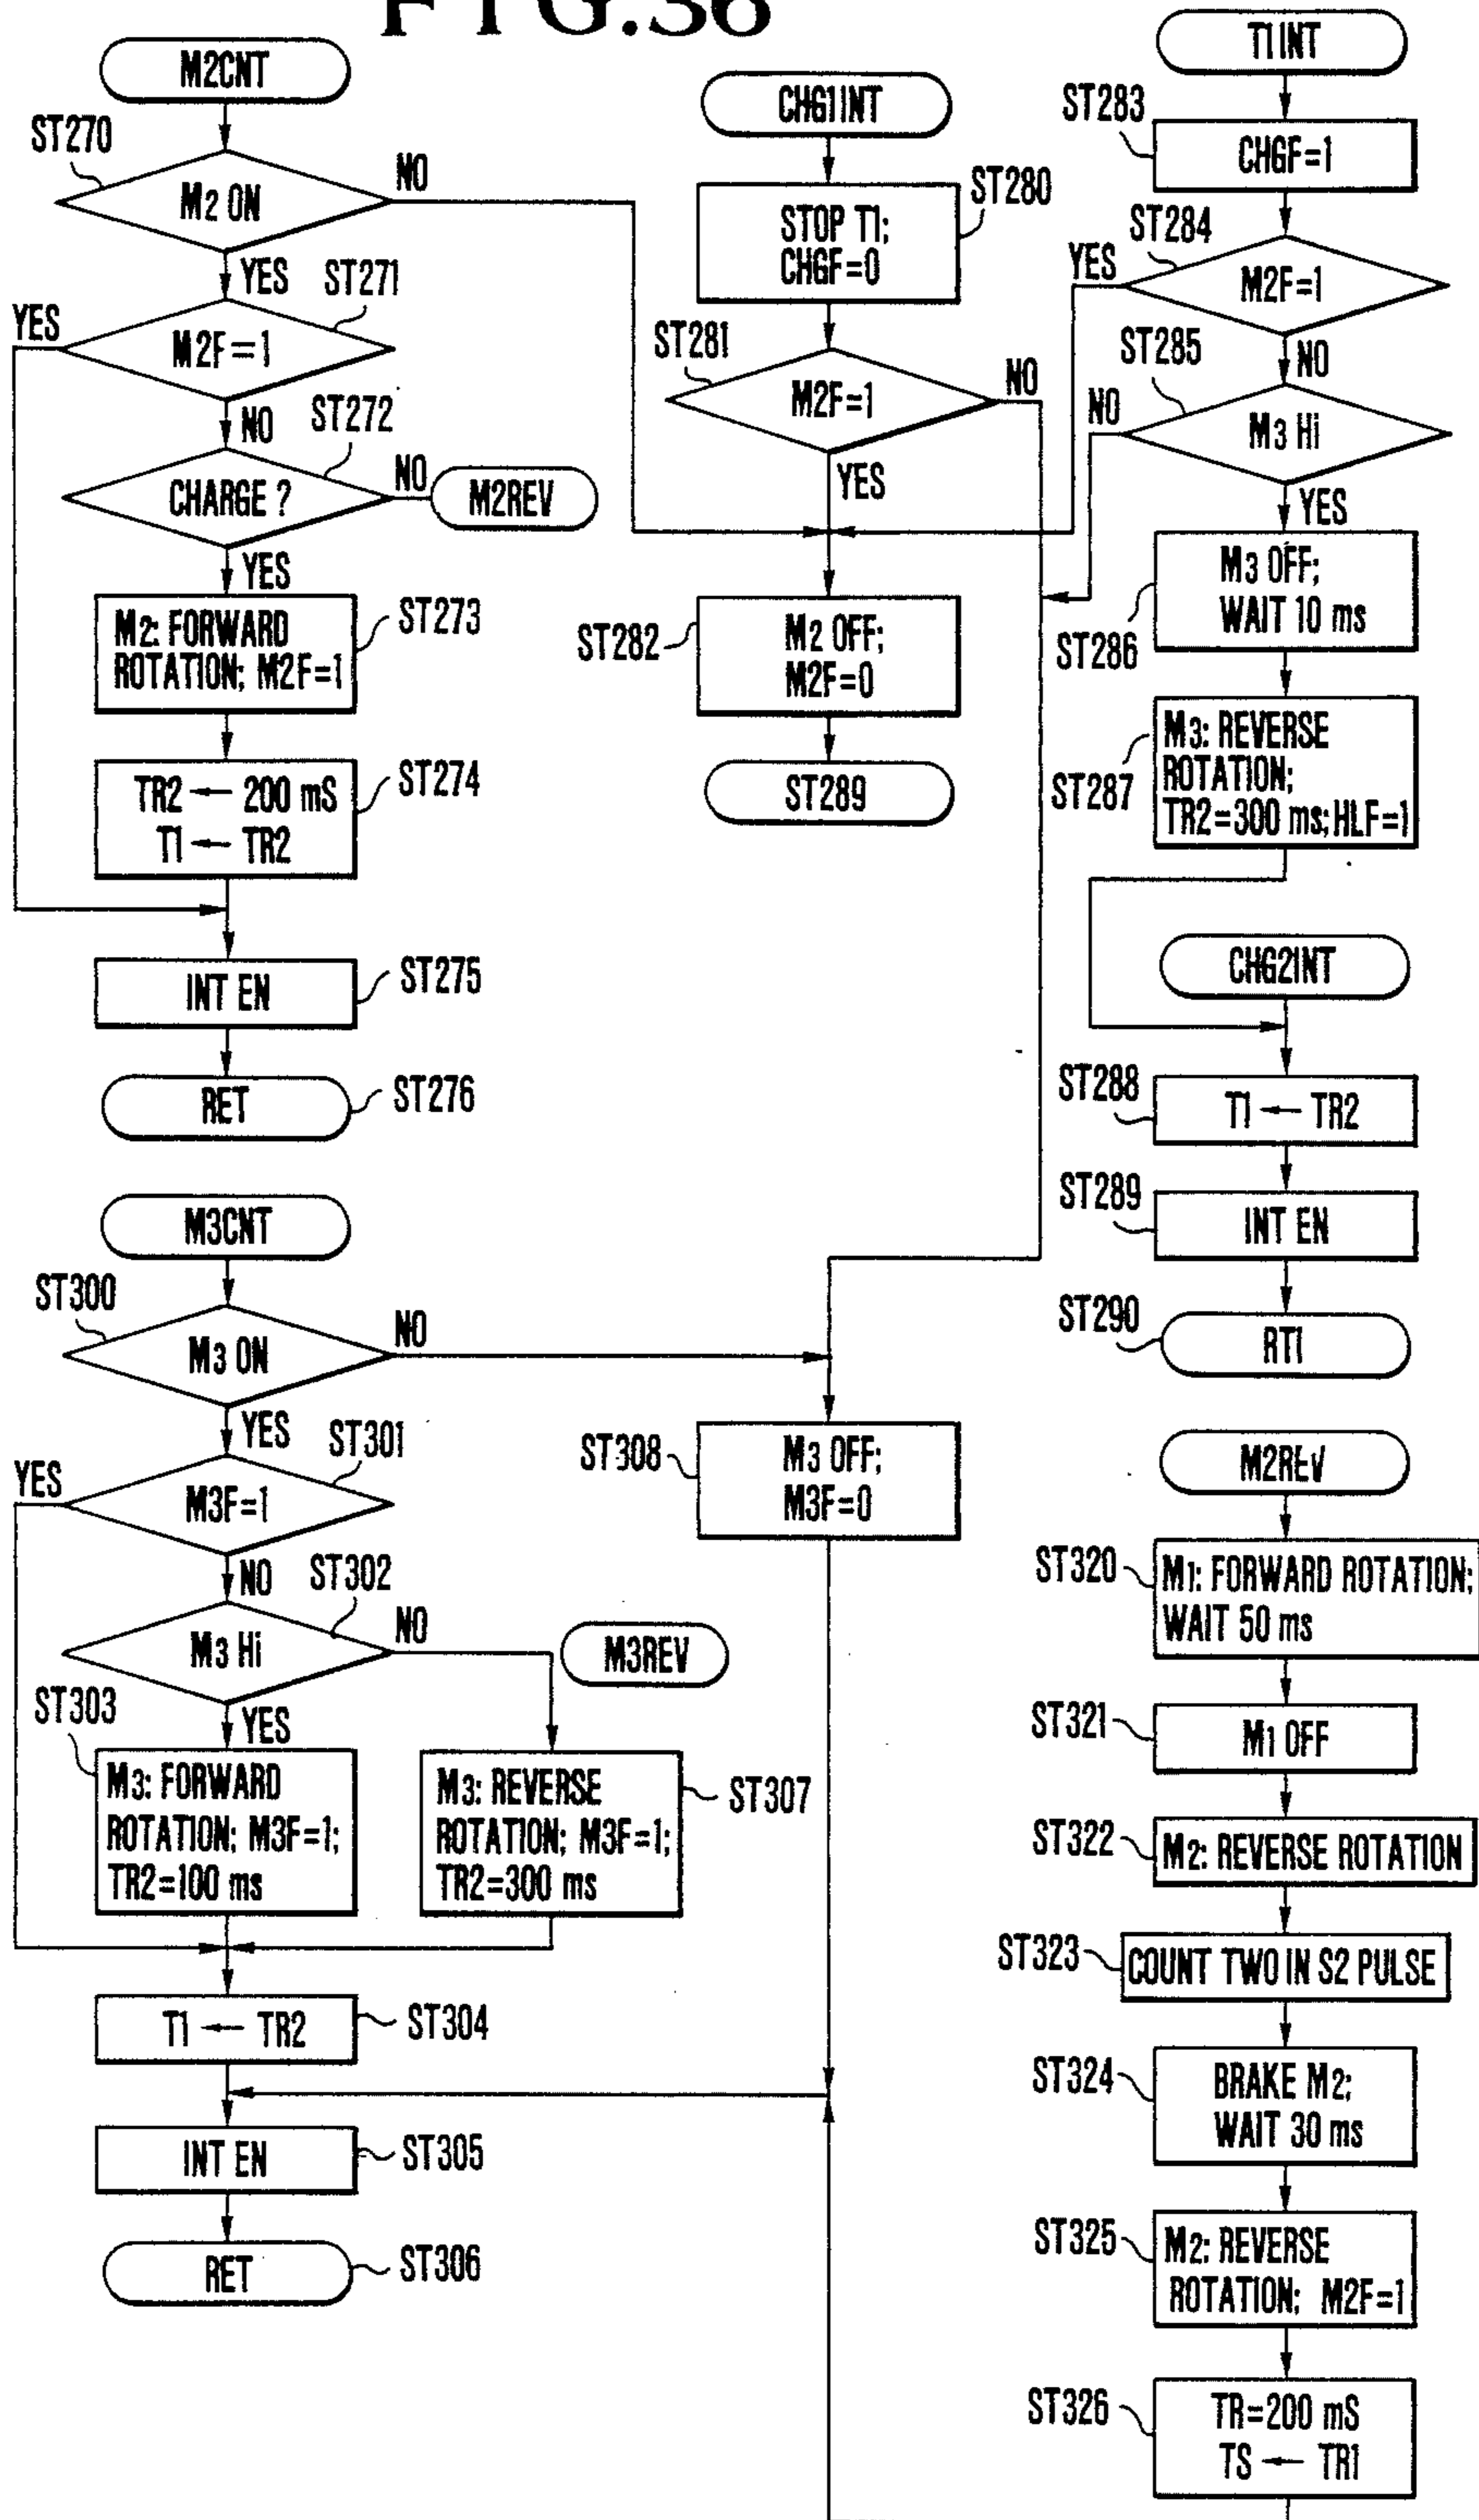 FIG.36
M2CNT
ST270
M2 ON
NO
YES
ST271
YES
M2F=1
NO
ST272
CHARGE ?
NO
M2REV
YES
M2: FORWARD
ROTATION; M2F=1
ST273
TR2 ← 200 mS
T1 ← TR2
ST274
INT EN
ST275
RET
ST276
M3CNT
ST300
M3 ON
NO
YES
ST301
YES
M3F=1
NO
ST302
M3 Hi
NO
M3REV
ST303
YES
M3: FORWARD
ROTATION; M3F=1;
TR2=100 ms
M3: REVERSE
ROTATION; M3F=1;
TR2=300 ms
ST307
T1 ← TR2
ST304
INT EN
ST305
RET
ST306
CHG1INT
STOP T1;
CHGF=0
ST280
ST281
M2F=1
NO
YES
ST282
M2 OFF;
M2F=0
ST289
ST308
M3 OFF;
M3F=0
T1INT
ST283
CHGF=1
ST284
YES
M2F=1
ST285
NO
NO
M3 Hi
YES
ST286
M3 OFF;
WAIT 10 ms
ST287
M3: REVERSE
ROTATION;
TR2=300 ms; HLF=1
CHG2INT
ST288
T1 ← TR2
ST289
INT EN
ST290
RTI
M2REV
ST320
M1: FORWARD ROTATION;
WAIT 50 ms
ST321
M1 OFF
ST322
M2: REVERSE ROTATION
ST323
COUNT TWO IN S2 PULSE
ST324
BRAKE M2;
WAIT 30 ms
ST325
M2: REVERSE
ROTATION; M2F=1
ST326
TR=200 mS
TS ← TR1